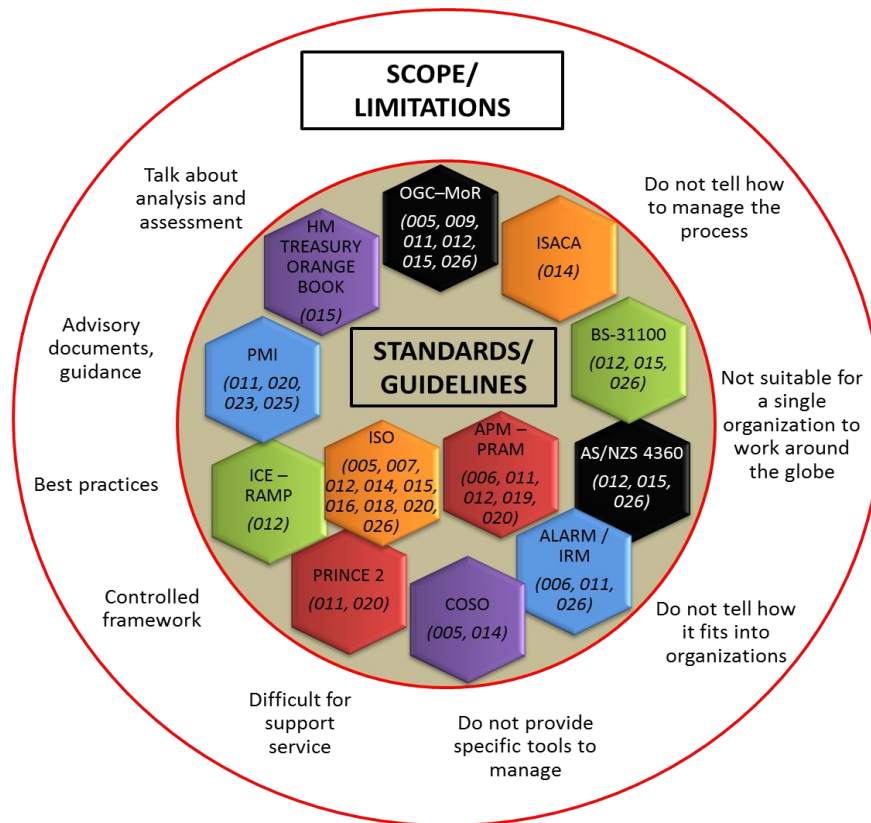 SCOPE/
LIMITATIONS
Talk about
analysis and
assessment
Do not tell how
to manage the
process
Advisory
documents,
guidance
Not suitable for
a single
organization to
work around
the globe
Best practices
Controlled
framework
Do not tell how
it fits into
organizations
Difficult for
support
service
Do not provide
specific tools to
manage
STANDARDS/
GUIDELINES
OGC–MoR
(005, 009,
011, 012,
015, 026)
HM
TREASURY
ORANGE
BOOK
(015)
ISACA
(014)
BS-31100
(012, 015,
026)
PMI
(011, 020,
023, 025)
ISO
(005, 007,
012, 014, 015,
016, 018, 020,
026)
APM –
PRAM
(006, 011,
012, 019,
020)
AS/NZS 4360
(012, 015,
026)
ICE –
RAMP
(012)
PRINCE 2
(011, 020)
COSO
(005, 014)
ALARM /
IRM
(006, 011,
026)